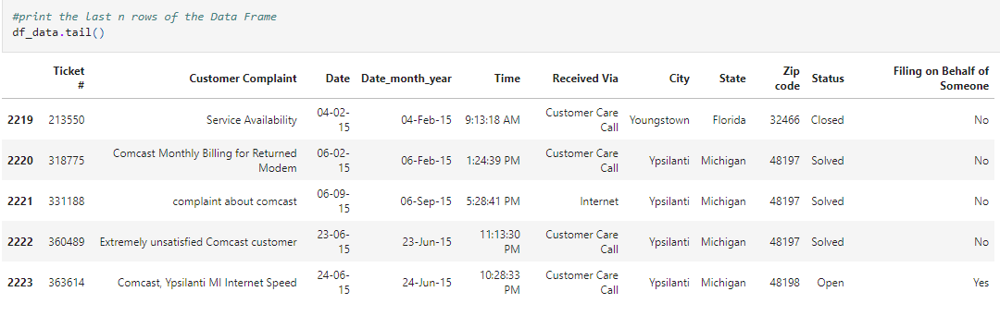 #print the last n rows of the Data Frame
df_data.tail()
Ticket # Customer Complaint Date Date_month_year Time Received Via City State Zip code Status Filing on Behalf of Someone
2219 213550 Service Availability 04-02-15 04-Feb-15 9:13:18 AM Customer Care Call Youngstown Florida 32466 Closed No
2220 318775 Comcast Monthly Billing for Returned Modem 06-02-15 06-Feb-15 1:24:39 PM Customer Care Call Ypsilanti Michigan 48197 Solved No
2221 331188 complaint about comcast 06-09-15 06-Sep-15 5:28:41 PM Internet Ypsilanti Michigan 48197 Solved No
2222 360489 Extremely unsatisfied Comcast customer 23-06-15 23-Jun-15 11:13:30 PM Customer Care Call Ypsilanti Michigan 48197 Solved No
2223 363614 Comcast, Ypsilanti MI Internet Speed 24-06-15 24-Jun-15 10:28:33 PM Customer Care Call Ypsilanti Michigan 48198 Open Yes